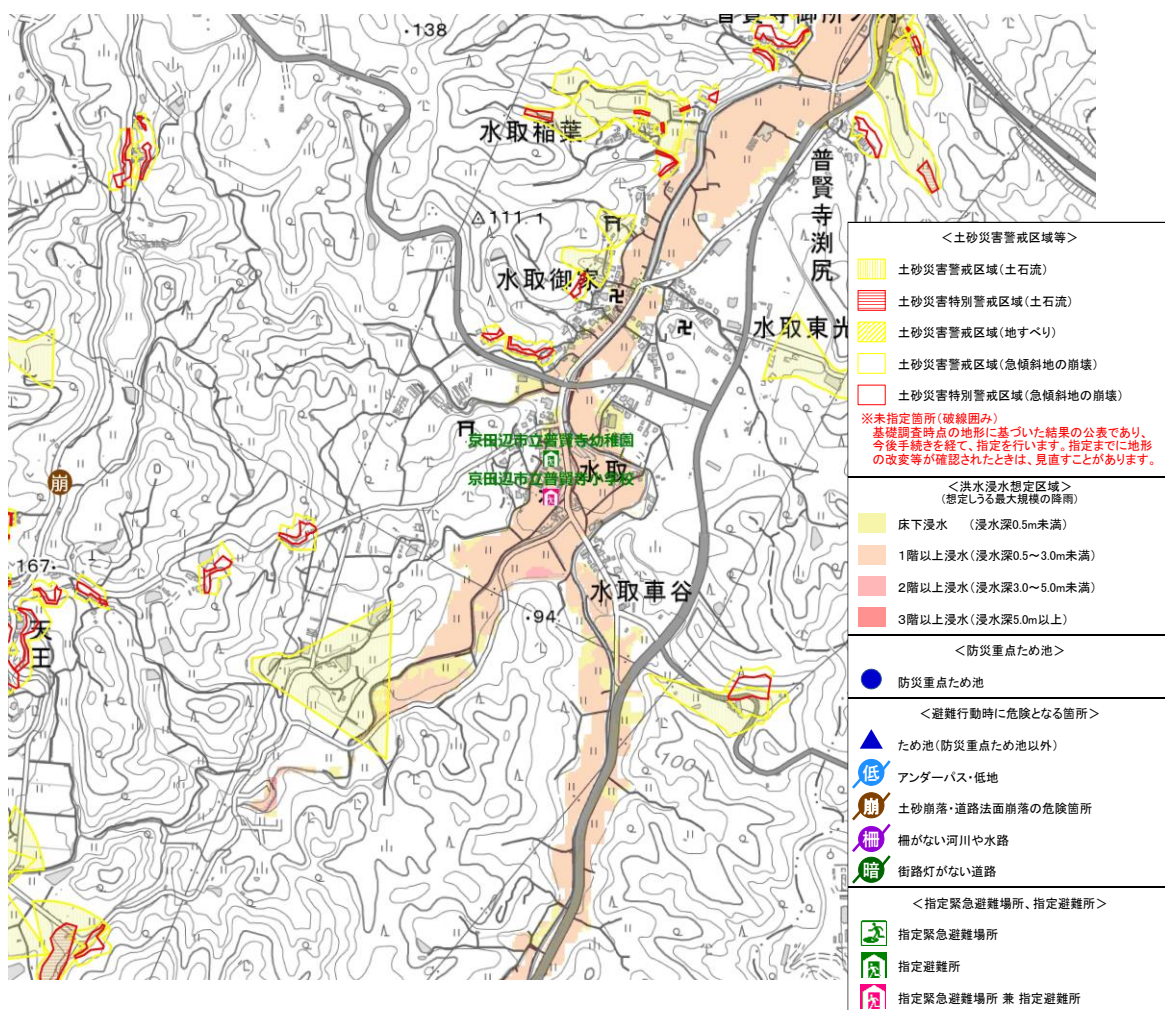 ・138
水取稲葉
普賢寺渕尻
△111.1
水取御家
卍
卍
水取東光
京田辺市立普賢寺幼稚園
水取
京田辺市立普賢寺小学校
崩
・167
水取車谷
・94
天王
100
100
＜土砂災害警戒区域等＞
土砂災害警戒区域(土石流)
土砂災害特別警戒区域(土石流)
土砂災害警戒区域(地すべり)
土砂災害警戒区域(急傾斜地の崩壊)
土砂災害特別警戒区域(急傾斜地の崩壊)
※未指定箇所(破線囲み)
基礎調査時点の地形に基づいた結果の公表であり、
今後手続きを経て、指定を行います。指定までに地形
の改変等が確認されたときは、見直すことがあります。
＜洪水浸水想定区域＞
(想定しうる最大規模の降雨)
床下浸水　(浸水深0.5m未満)
1階以上浸水(浸水深0.5～3.0m未満)
2階以上浸水(浸水深3.0～5.0m未満)
3階以上浸水(浸水深5.0m以上)
＜防災重点ため池＞
防災重点ため池
＜避難行動時に危険となる箇所＞
ため池(防災重点ため池以外)
低 アンダーパス・低地
崩 土砂崩落・道路法面崩落の危険箇所
柵 柵がない河川や水路
暗 街路灯がない道路
＜指定緊急避難場所、指定避難所＞
指定緊急避難場所
指定避難所
指定緊急避難場所 兼 指定避難所